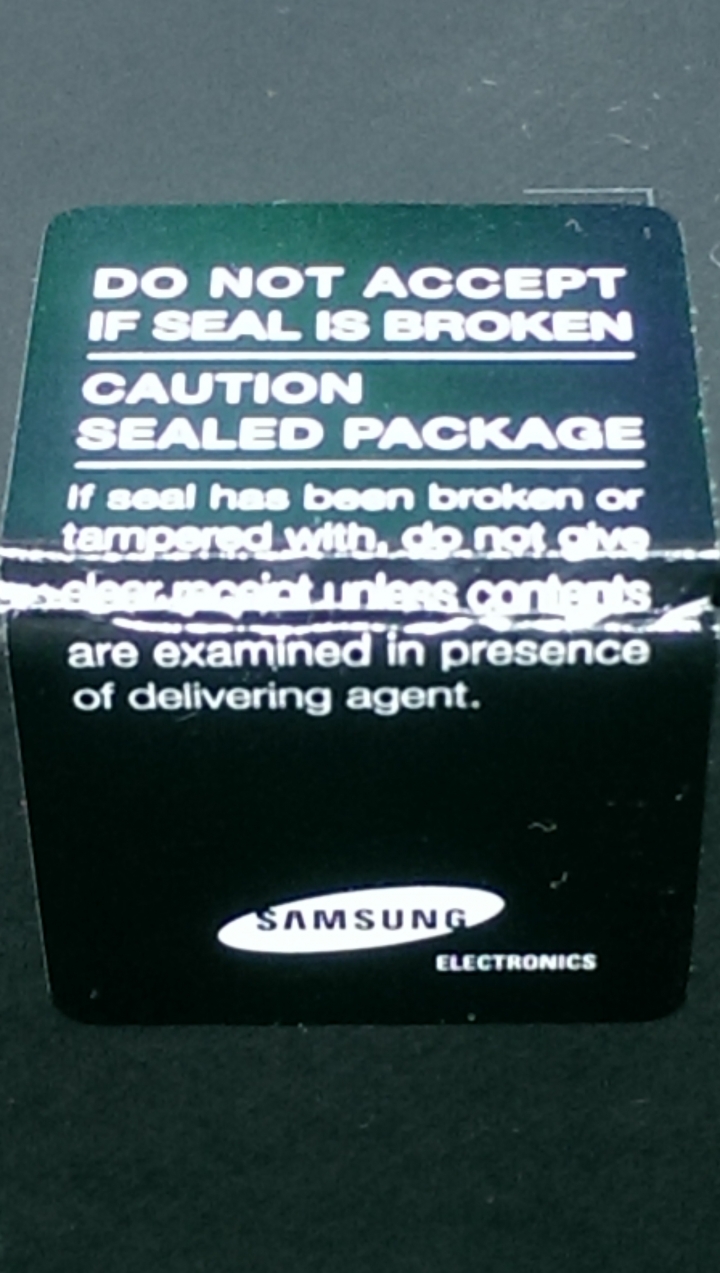 DO NOT ACCEPT
IF SEAL IS BROKEN
CAUTION
SEALED PACKAGE
If seal has been broken or
tampered with, do not give
clear receipt unless contents
are examined in presence
of delivering agent.
SAMSUNG
ELECTRONICS